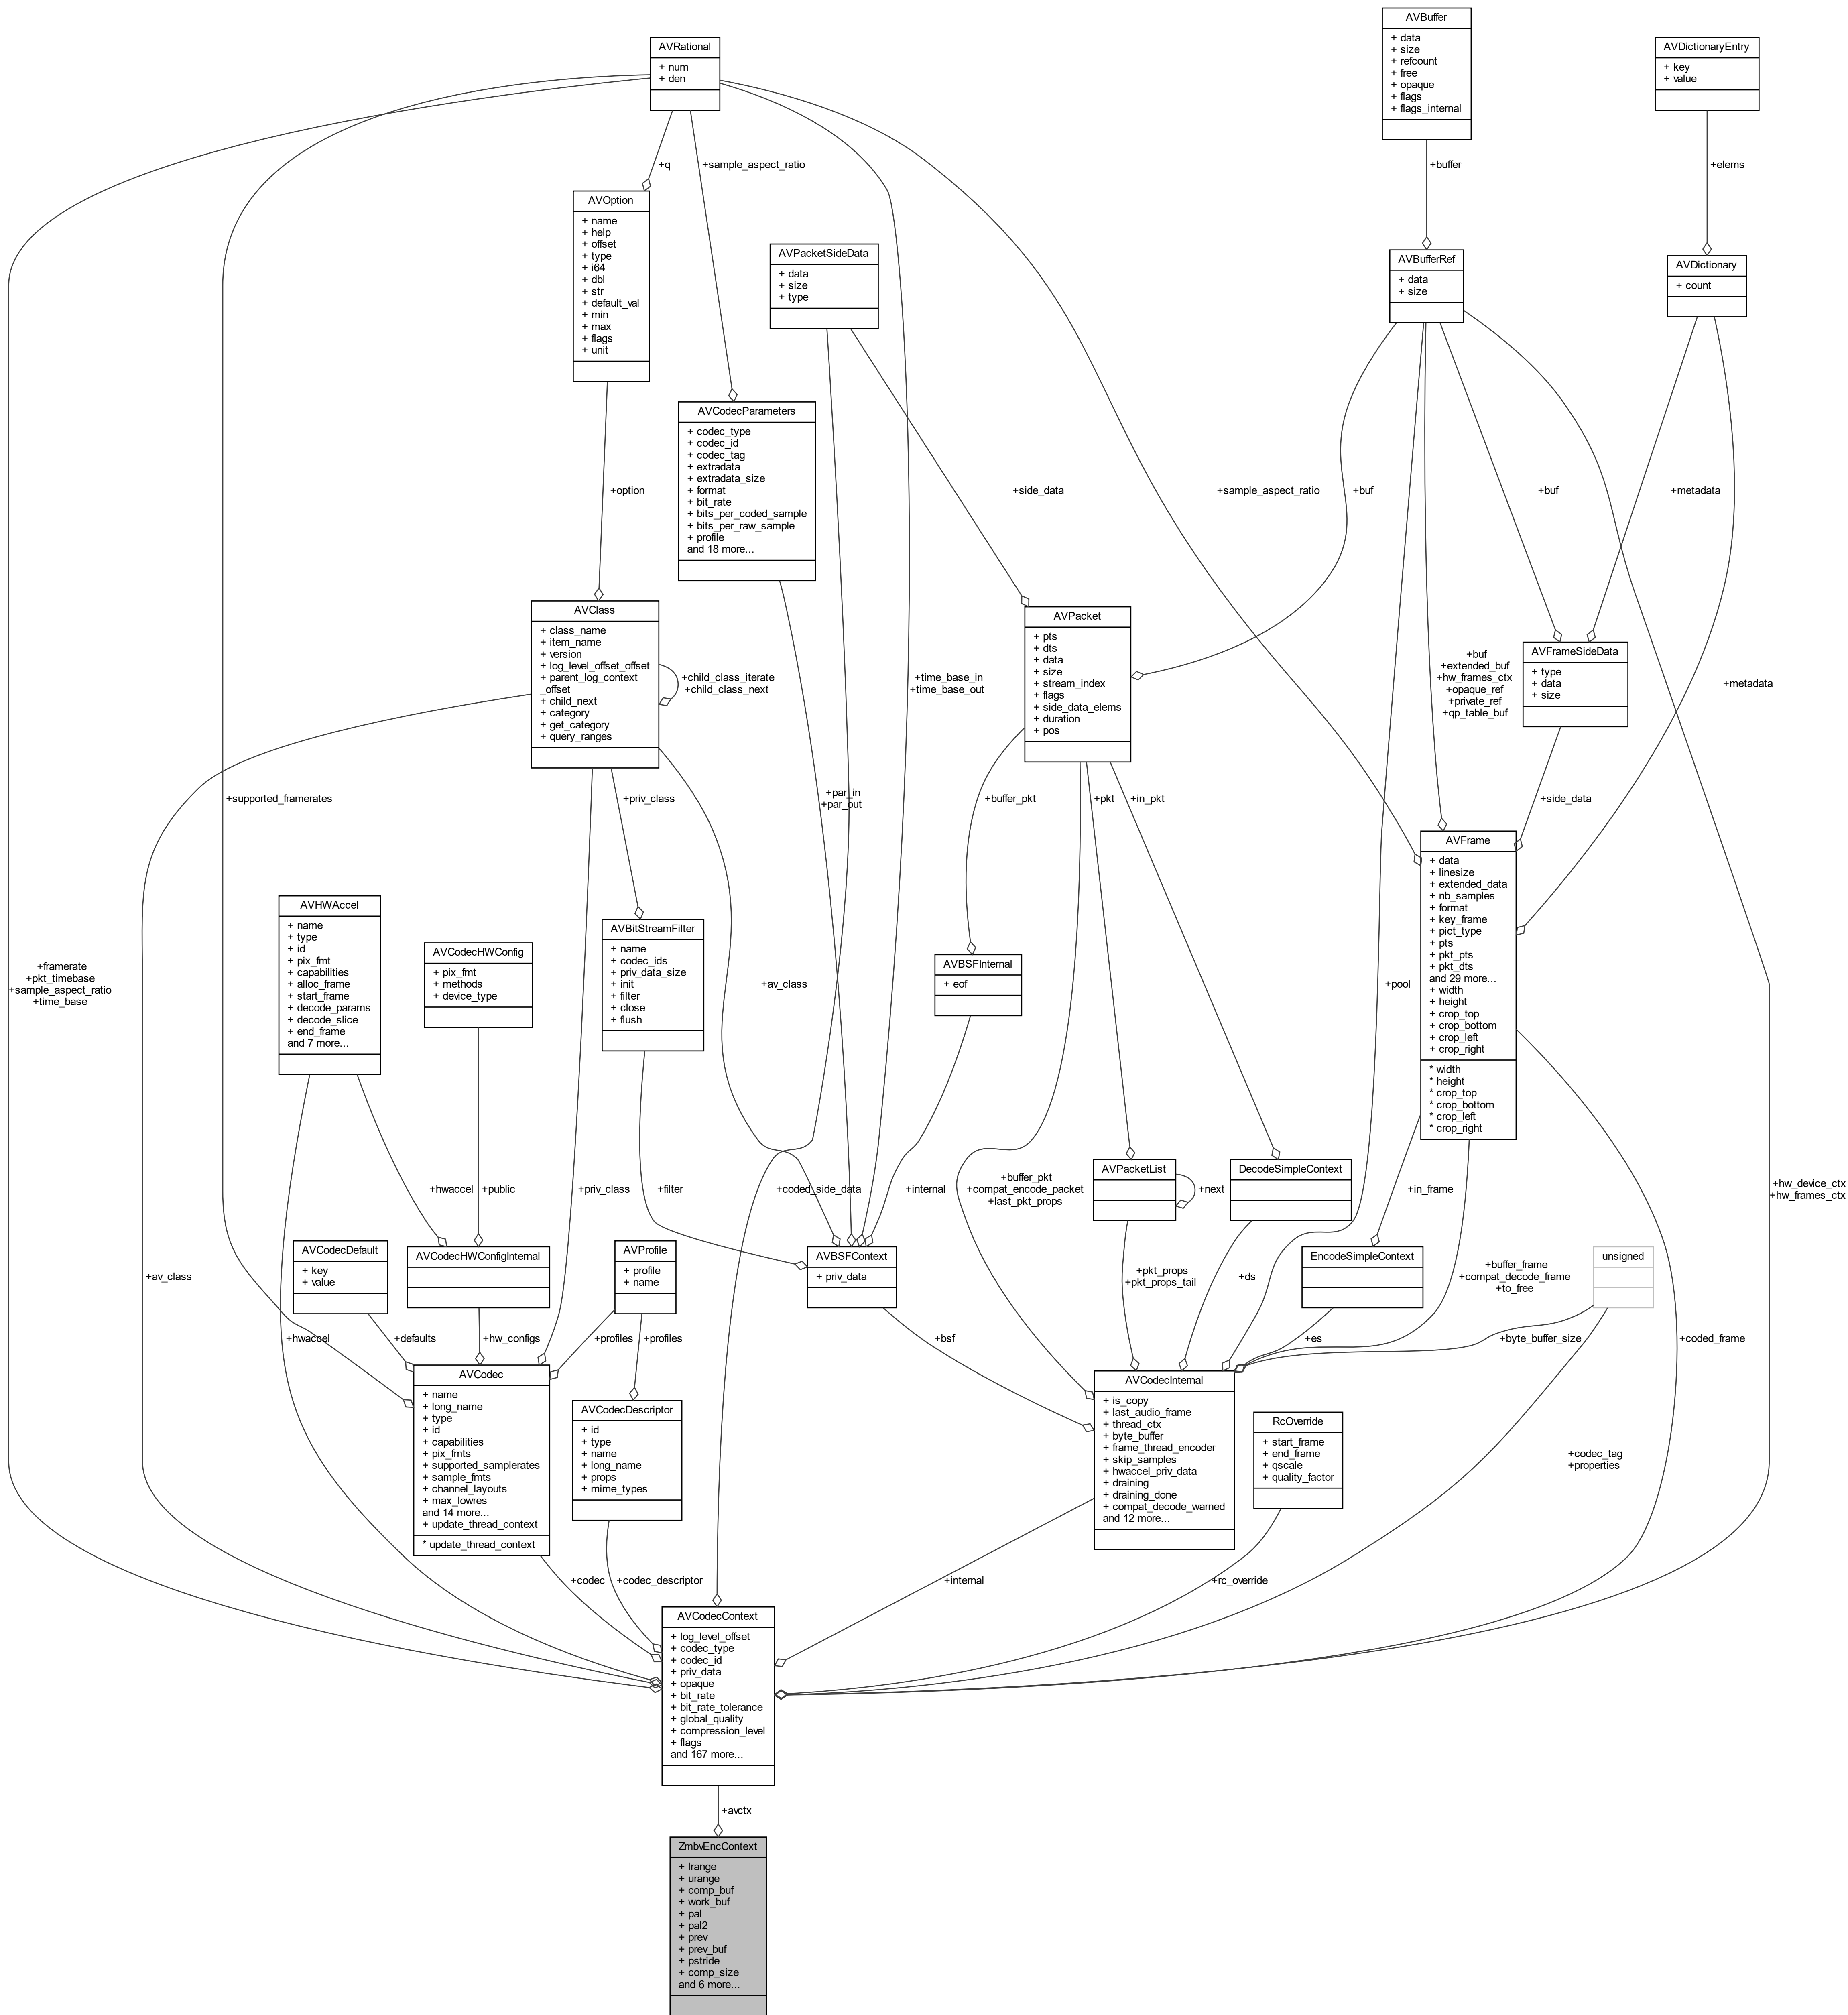 AVBuffer
+ data
+ size
+ refcount
+ free
+ opaque
+ flags
+ flags_internal
AVRational
+ num
+ den
AVDictionaryEntry
+ key
+ value
+q
+sample_aspect_ratio
+buffer
+elems
AVOption
+ name
+ help
+ offset
+ type
+ i64
+ dbl
+ str
+ default_val
+ min
+ max
+ flags
+ unit
AVPacketSideData
+ data
+ size
+ type
AVBufferRef
+ data
+ size
AVDictionary
+ count
AVCodecParameters
+ codec_type
+ codec_id
+ codec_tag
+ extradata
+ extradata_size
+ format
+ bit_rate
+ bits_per_coded_sample
+ bits_per_raw_sample
+ profile
and 18 more...
+option
+side_data
+sample_aspect_ratio
+buf
+buf
+metadata
AVClass
+ class_name
+ item_name
+ version
+ log_level_offset_offset
+ parent_log_context
_offset
+ child_next
+ category
+ get_category
+ query_ranges
+child_class_iterate
+child_class_next
+time_base_in
+time_base_out
AVPacket
+ pts
+ dts
+ data
+ size
+ stream_index
+ flags
+ side_data_elems
+ duration
+ pos
+buf
+extended_buf
+hw_frames_ctx
+opaque_ref
+private_ref
+qp_table_buf
AVFrameSideData
+ type
+ data
+ size
+metadata
+supported_framerates
+priv_class
+par_in
+par_out
+buffer_pkt
+pkt
+in_pkt
+side_data
AVFrame
+ data
+ linesize
+ extended_data
+ nb_samples
+ format
+ key_frame
+ pict_type
+ pts
+ pkt_pts
+ pkt_dts
and 29 more...
+ width
+ height
+ crop_top
+ crop_bottom
+ crop_left
+ crop_right
* width
* height
* crop_top
* crop_bottom
* crop_left
* crop_right
AVHWAccel
+ name
+ type
+ id
+ pix_fmt
+ capabilities
+ alloc_frame
+ start_frame
+ decode_params
+ decode_slice
+ end_frame
and 7 more...
AVCodecHWConfig
+ pix_fmt
+ methods
+ device_type
AVBitStreamFilter
+ name
+ codec_ids
+ priv_data_size
+ init
+ filter
+ close
+ flush
AVBSFInternal
+ eof
+framerate
+pkt_timebase
+sample_aspect_ratio
+time_base
+av_class
+pool
+hwaccel
+public
+priv_class
+filter
+coded_side_data
+internal
+buffer_pkt
+compat_encode_packet
+last_pkt_props
AVPacketList
+next
DecodeSimpleContext
+in_frame
+hw_device_ctx
+hw_frames_ctx
+av_class
AVCodecDefault
+ key
+ value
AVCodecHWConfigInternal
AVProfile
+ profile
+ name
AVBSFContext
+ priv_data
+pkt_props
+pkt_props_tail
+ds
EncodeSimpleContext
+buffer_frame
+compat_decode_frame
+to_free
unsigned
+hwaccel
+defaults
+hw_configs
+profiles
+profiles
+bsf
+es
+byte_buffer_size
+coded_frame
AVCodec
+ name
+ long_name
+ type
+ id
+ capabilities
+ pix_fmts
+ supported_samplerates
+ sample_fmts
+ channel_layouts
+ max_lowres
and 14 more...
+ update_thread_context
* update_thread_context
AVCodecDescriptor
+ id
+ type
+ name
+ long_name
+ props
+ mime_types
AVCodecInternal
+ is_copy
+ last_audio_frame
+ thread_ctx
+ byte_buffer
+ frame_thread_encoder
+ skip_samples
+ hwaccel_priv_data
+ draining
+ draining_done
+ compat_decode_warned
and 12 more...
RcOverride
+ start_frame
+ end_frame
+ qscale
+ quality_factor
+codec_tag
+properties
+codec
+codec_descriptor
+internal
+rc_override
AVCodecContext
+ log_level_offset
+ codec_type
+ codec_id
+ priv_data
+ opaque
+ bit_rate
+ bit_rate_tolerance
+ global_quality
+ compression_level
+ flags
and 167 more...
+avctx
ZmbvEncContext
+ lrange
+ urange
+ comp_buf
+ work_buf
+ pal
+ pal2
+ prev
+ prev_buf
+ pstride
+ comp_size
and 6 more...